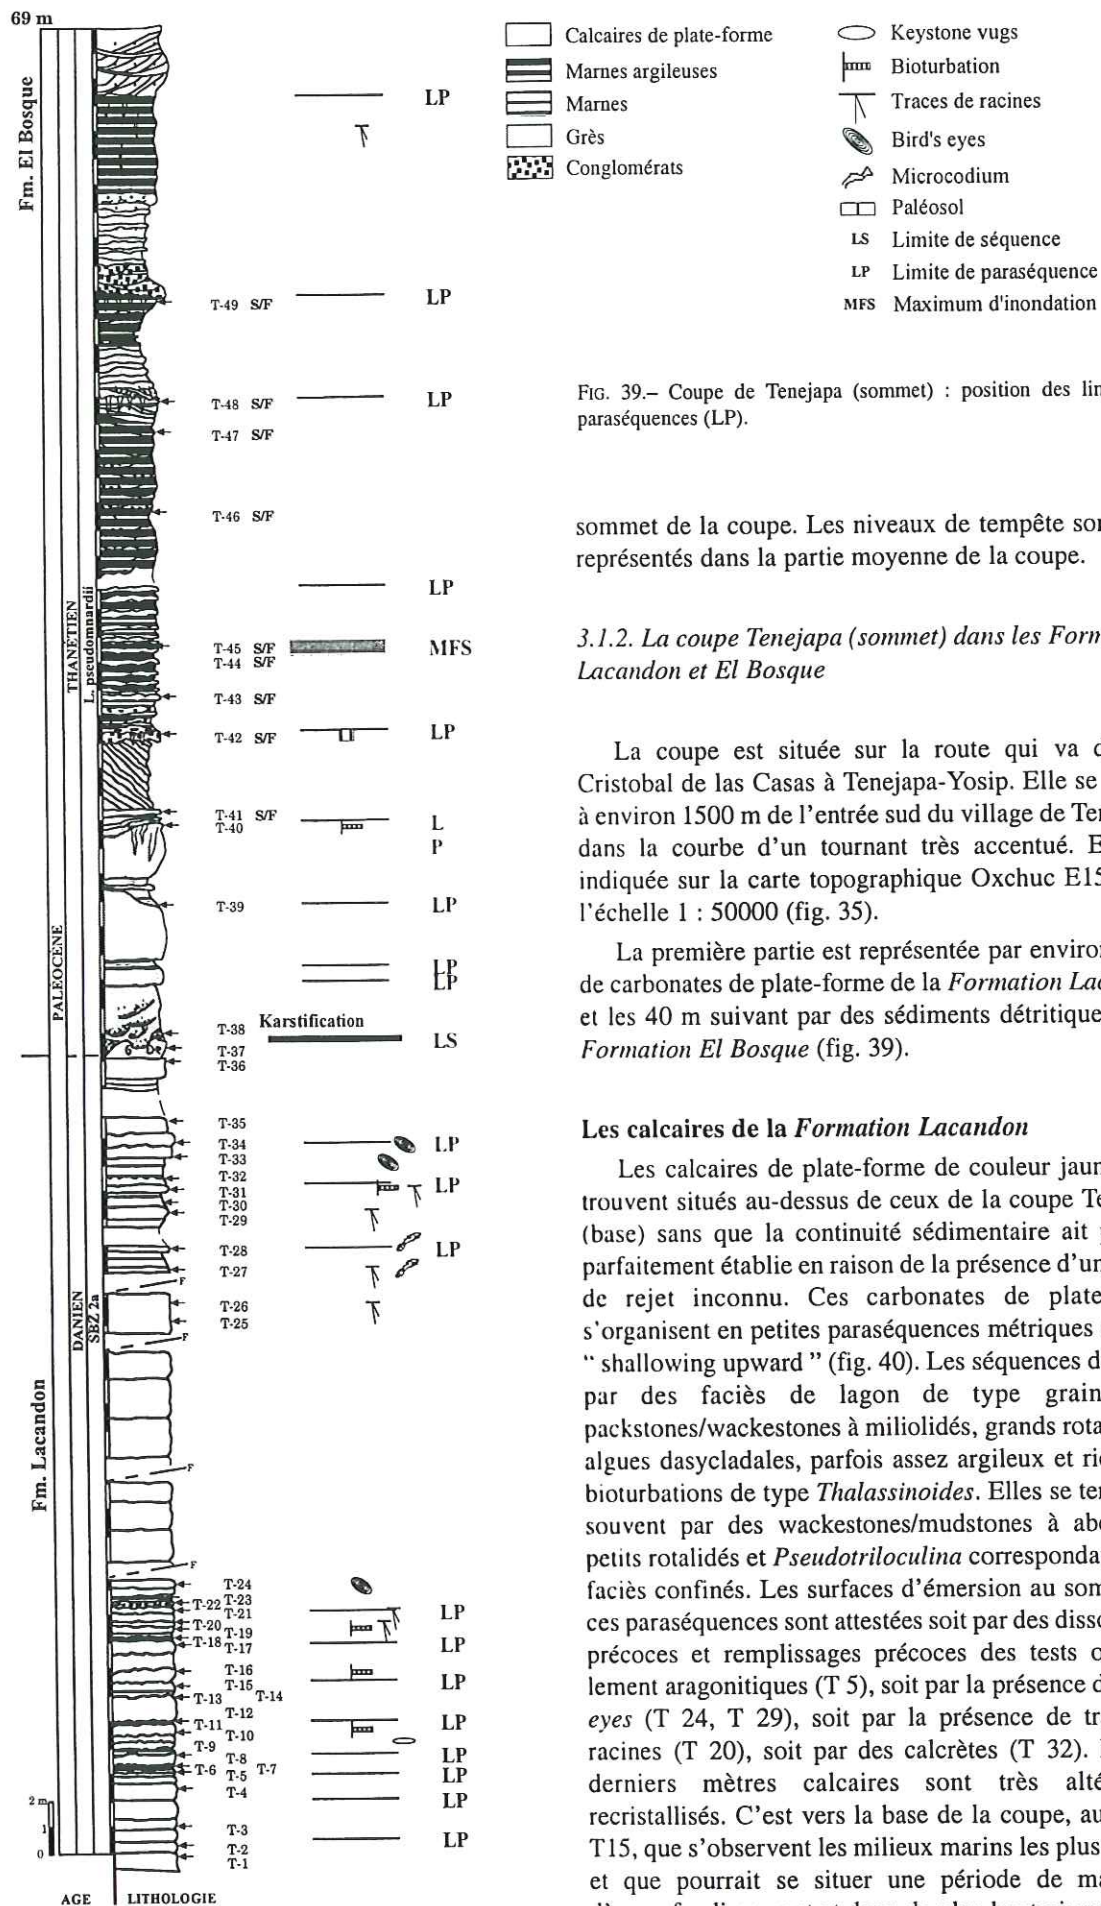 69 m
Fm. El Bosque
Fm. Lacandon
PALEOCENE
THANÉTIEN
L. pseudomnardii
DANIEN
SBZ 2a
LP
LP
T-49 S/F
LP
T-48 S/F
T-47 S/F
T-46 S/F
LP
T-45 S/F
MFS
T-44 S/F
T-43 S/F
T-42 S/F
LP
T-41 S/F
T-40
L
P
T-39
LP
LP
LP
T-38
Karstification
LS
T-37
T-36
T-35
T-34
LP
T-33
T-32
T-31
LP
T-30
T-29
T-28
LP
T-27
F
T-26
T-25
F
F
F
T-24
T-23
T-22
T-21
LP
T-20
T-19
T-18
T-17
LP
T-16
T-15
LP
T-13
T-14
T-12
T-11
LP
T-10
T-9
T-8
LP
T-6
T-7
T-5
LP
T-4
LP
T-3
LP
T-2
T-1
2 m
1
0
AGE
LITHOLOGIE
Calcaires de plate-forme
Marnes argileuses
Marnes
Grès
Conglomérats
Keystone vugs
Bioturbation
Traces de racines
Bird's eyes
Microcodium
Paléosol
LS Limite de séquence
LP Limite de paraséquence
MFS Maximum d'inondation
FIG. 39.– Coupe de Tenejapa (sommet) : position des lim
paraséquences (LP).
sommet de la coupe. Les niveaux de tempête sor
représentés dans la partie moyenne de la coupe.
3.1.2. La coupe Tenejapa (sommet) dans les Form
Lacandon et El Bosque
La coupe est située sur la route qui va d
Cristobal de las Casas à Tenejapa-Yosip. Elle se
à environ 1500 m de l'entrée sud du village de Ter
dans la courbe d'un tournant très accentué. E
indiquée sur la carte topographique Oxchuc E15
l'échelle 1 : 50000 (fig. 35).
La première partie est représentée par environ
de carbonates de plate-forme de la Formation Lac
et les 40 m suivant par des sédiments détritique
Formation El Bosque (fig. 39).
Les calcaires de la Formation Lacandon
Les calcaires de plate-forme de couleur jaun
trouvent situés au-dessus de ceux de la coupe Te
(base) sans que la continuité sédimentaire ait p
parfaitement établie en raison de la présence d'un
de rejet inconnu. Ces carbonates de plate
s'organisent en petites paraséquences métriques
“ shallowing upward ” (fig. 40). Les séquences d
par des faciès de lagon de type grain
packstones/wackestones à miliolidés, grands rota
algues dasycladales, parfois assez argileux et ric
bioturbations de type Thalassinoides. Elles se ter
souvent par des wackestones/mudstones à abo
petits rotalidés et Pseudotriloculina corresponda
faciès confinés. Les surfaces d'émersion au som
ces paraséquences sont attestées soit par des disso
précoces et remplissages précoces des tests o
lement aragonitiques (T 5), soit par la présence d
eyes (T 24, T 29), soit par la présence de tr
racines (T 20), soit par des calcrètes (T 32).
derniers mètres calcaires sont très alté
recristallisés. C'est vers la base de la coupe, au
T15, que s'observent les milieux marins les plus
et que pourrait se situer une période de ma